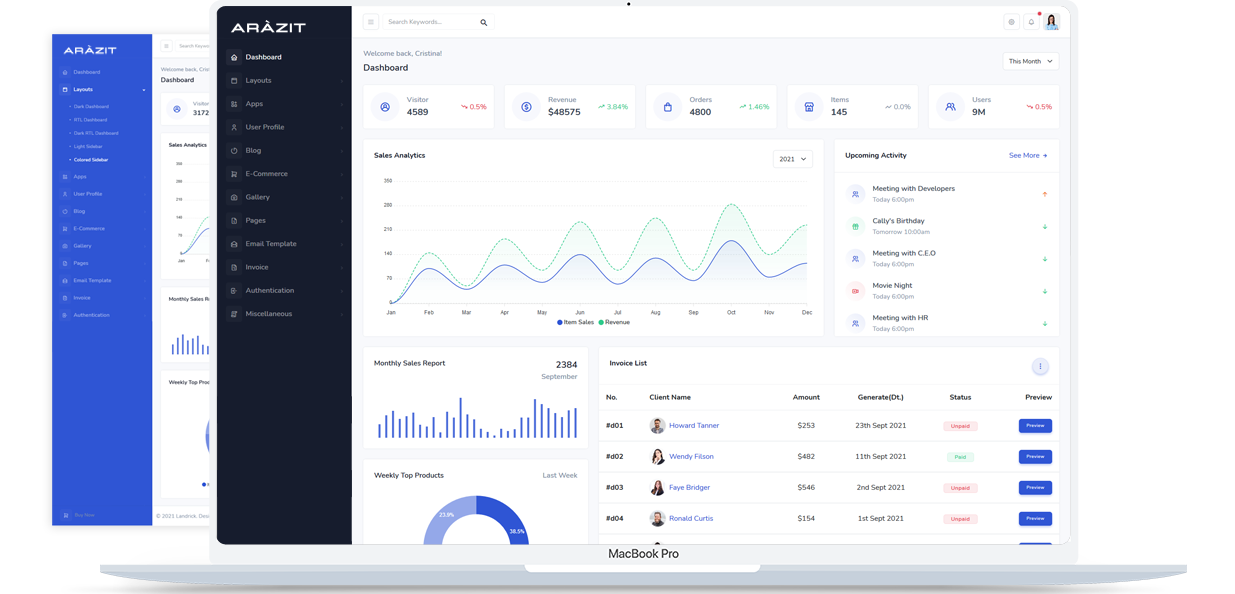 ARÀZIT
Search Keyword
Dashboard
Layouts
Dark Dashboard
RTL Dashboard
Dark RTL Dashboard
Light Sidebar
Colored Sidebar
Apps
User Profile
Blog
E-Commerce
Gallery
Pages
Email Template
Invoice
Authentication
Buy Now
Welcome back, Cris
Dashboard
Visitor
3172
Sales Analytics
350
280
210
140
70
0
Jan
Monthly Sales R
Weekly Top Produ
© 2021 Landrick. Desi
ARÀZIT
Dashboard
Layouts
Apps
User Profile
Blog
E-Commerce
Gallery
Pages
Email Template
Invoice
Authentication
Miscellaneous
Search Keywords...
Welcome back, Cristina!
Dashboard
This Month
Visitor
4589
0.5%
Revenue
$48575
3.84%
Orders
4800
1.46%
Items
145
0.0%
Users
9M
0.5%
Sales Analytics
2021
350
280
210
140
70
0
Jan Feb Mar Apr May Jun Jul Aug Sep Oct Nov Dec
Item Sales Revenue
Upcoming Activity
See More
Meeting with Developers
Today 6:00pm
Cally's Birthday
Tomorrow 10:00am
Meeting with C.E.O
Today 6:00pm
Movie Night
Today 6:00pm
Meeting with HR
Today 6:00pm
Monthly Sales Report
2384
September
Weekly Top Products
Last Week
23.9%
38.5%
Invoice List
No. Client Name Amount Generate(Dt.) Status Preview
#d01 Howard Tanner $253 23th Sept 2021 Unpaid Preview
#d02 Wendy Filson $482 11th Sept 2021 Paid Preview
#d03 Faye Bridger $546 2nd Sept 2021 Unpaid Preview
#d04 Ronald Curtis $154 1st Sept 2021 Unpaid Preview
MacBook Pro